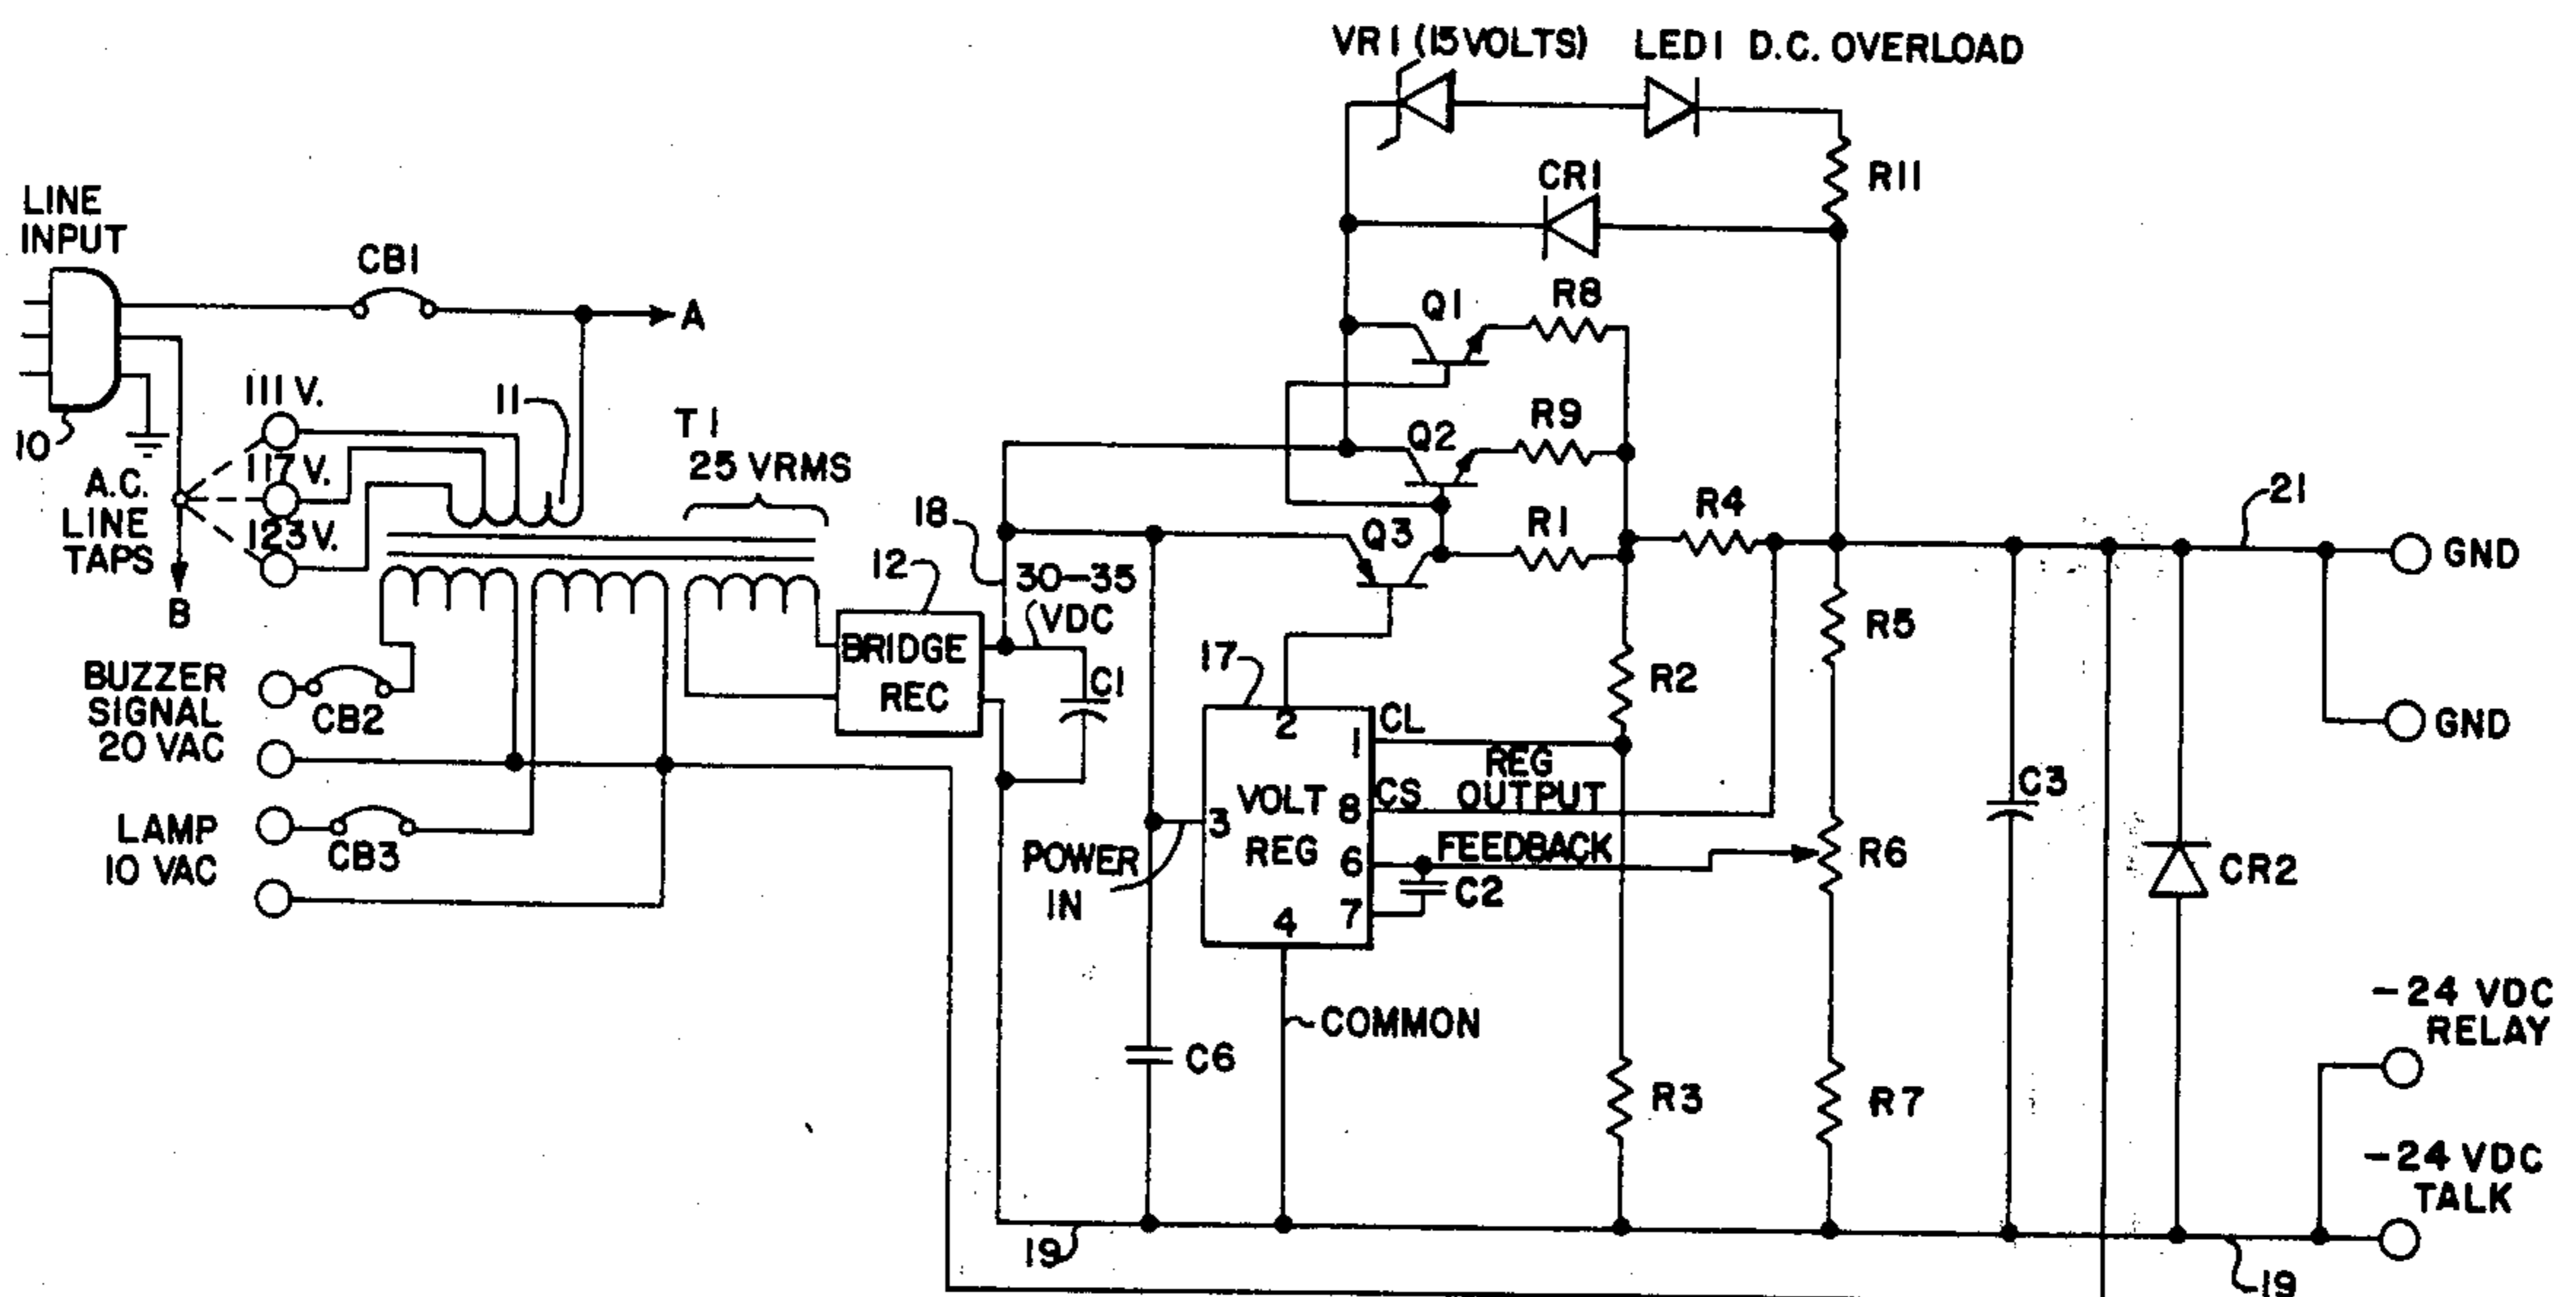 VR1 (15 VOLTS)
LED1 D.C. OVERLOAD
R11
CR1
LINE
INPUT
CB1
A
Q1
R8
10
111 V.
11
T1
25 VRMS
117 V.
A.C.
LINE
TAPS
123 V.
B
Q2
R9
18
12
30-35
VDC
Q3
R1
R4
21
GND
BRIDGE
REC
C1
17
R2
R5
GND
BUZZER
SIGNAL
20 VAC
CB2
2
1
CL
REG
OUTPUT
VOLT
REG
8
CS
3
6
FEEDBACK
R6
C3
CR2
LAMP
10 VAC
CB3
POWER
IN
7
C2
4
COMMON
C6
R3
R7
-24 VDC
RELAY
-24 VDC
TALK
19
19